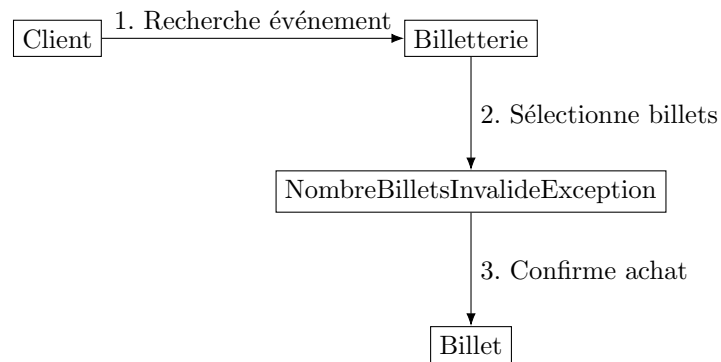 Client
1. Recherche événement
Billetterie
2. Sélectionne billets
NombreBilletsInvalideException
3. Confirme achat
Billet